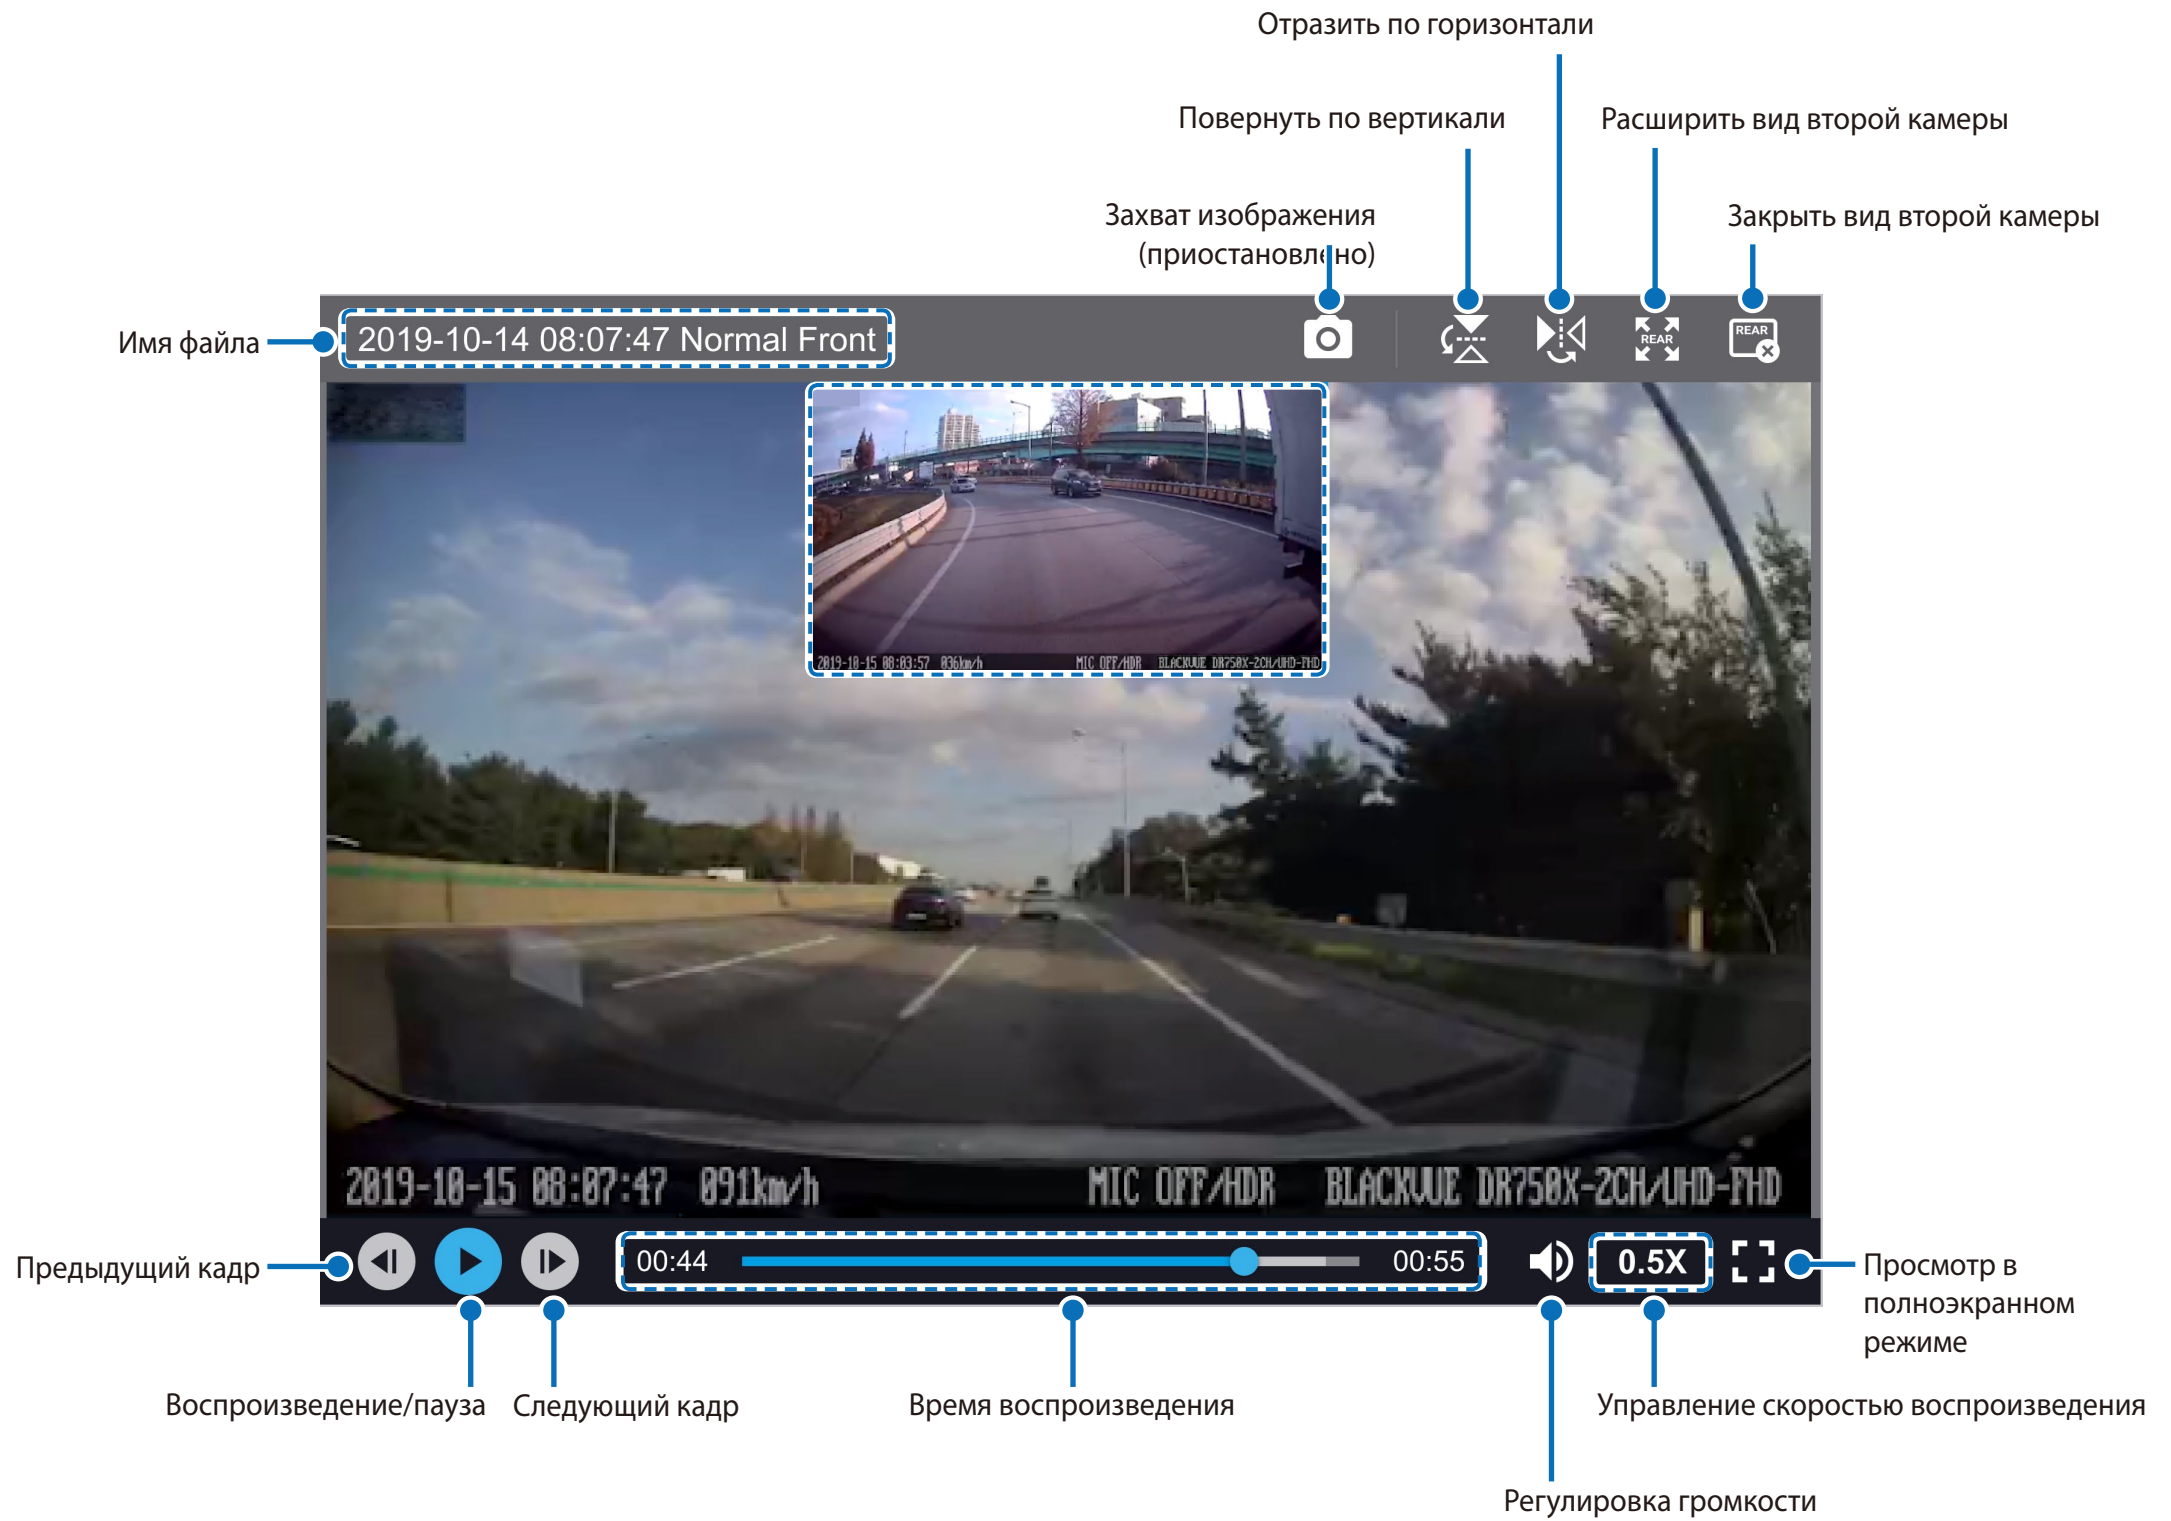 Отразить по горизонтали
Повернуть по вертикали
Расширить вид второй камеры
Захват изображения
(приостановлено)
Закрыть вид второй камеры
Имя файла
2019-10-14 08:07:47 Normal Front
REAR
REAR
2019-10-15 08:03:57 036km/h MIC OFF/HDR BLACKVUE DR750X-2CH/UHD-FHD
2019-10-15 08:07:47 091km/h MIC OFF/HDR BLACKVUE DR750X-2CH/UHD-FHD
Предыдущий кадр
00:44
00:55
0.5X
Просмотр в
полноэкранном
режиме
Воспроизведение/пауза
Следующий кадр
Время воспроизведения
Управление скоростью воспроизведения
Регулировка громкости